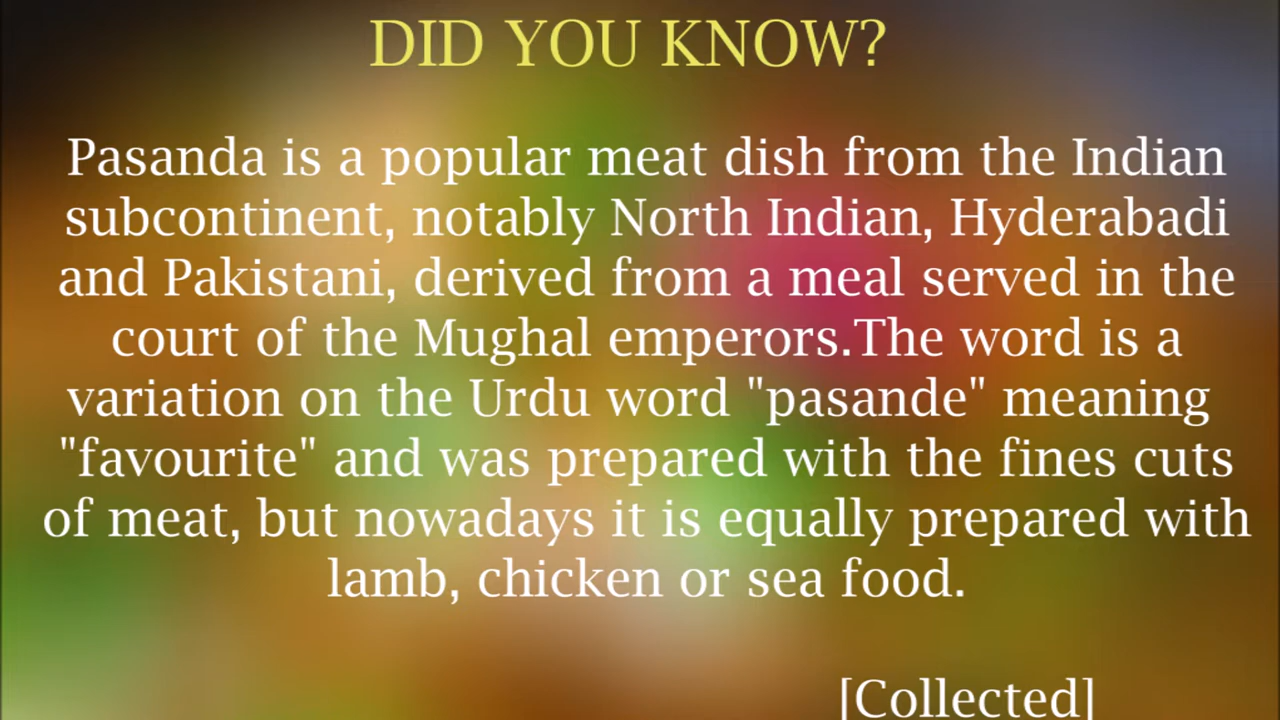 DID YOU KNOW?
Pasanda is a popular meat dish from the Indian
subcontinent, notably North Indian, Hyderabadi
and Pakistani, derived from a meal served in the
court of the Mughal emperors.The word is a
variation on the Urdu word "pasande" meaning
"favourite" and was prepared with the fines cuts
of meat, but nowadays it is equally prepared with
lamb, chicken or sea food.
[Collected]